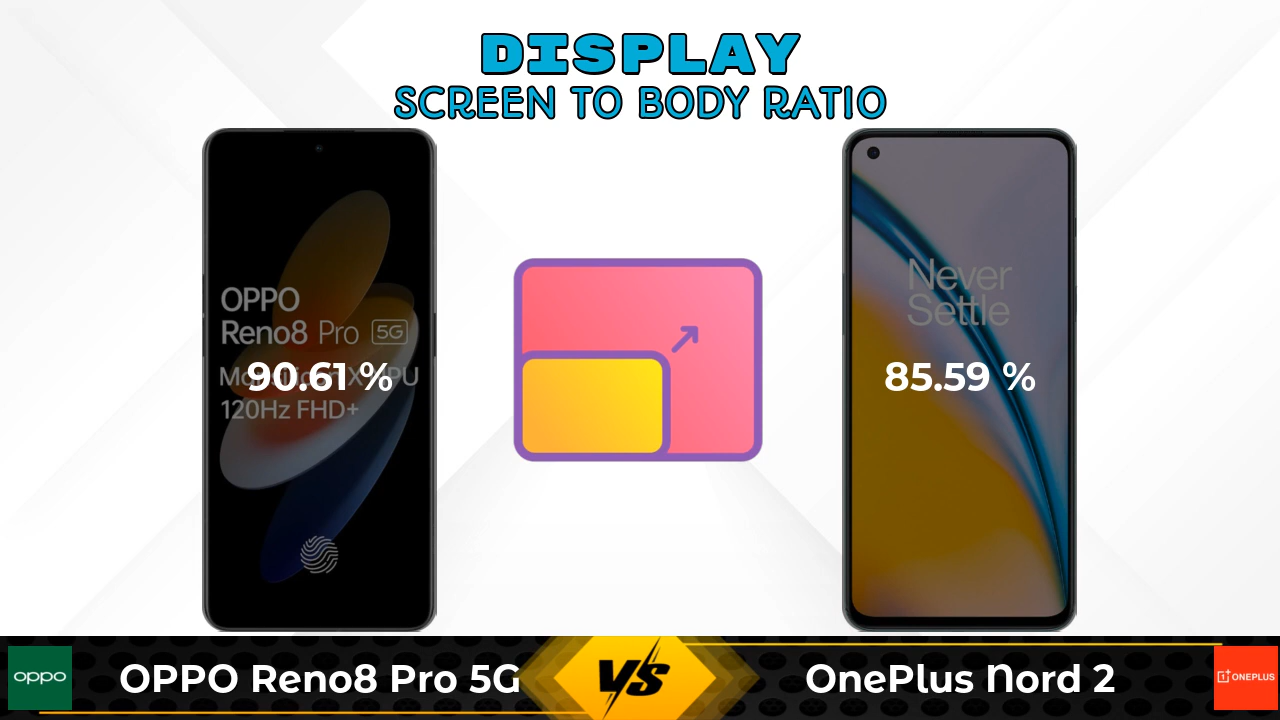 DISPLAY
SCREEN TO BODY RATIO
OPPO
Reno8 Pro 5G
90.61 %
120Hz FHD+
Never
Settle
85.59 %
oppo
OPPO Reno8 Pro 5G
VS
OnePlus Nord 2
1+ ONEPLUS